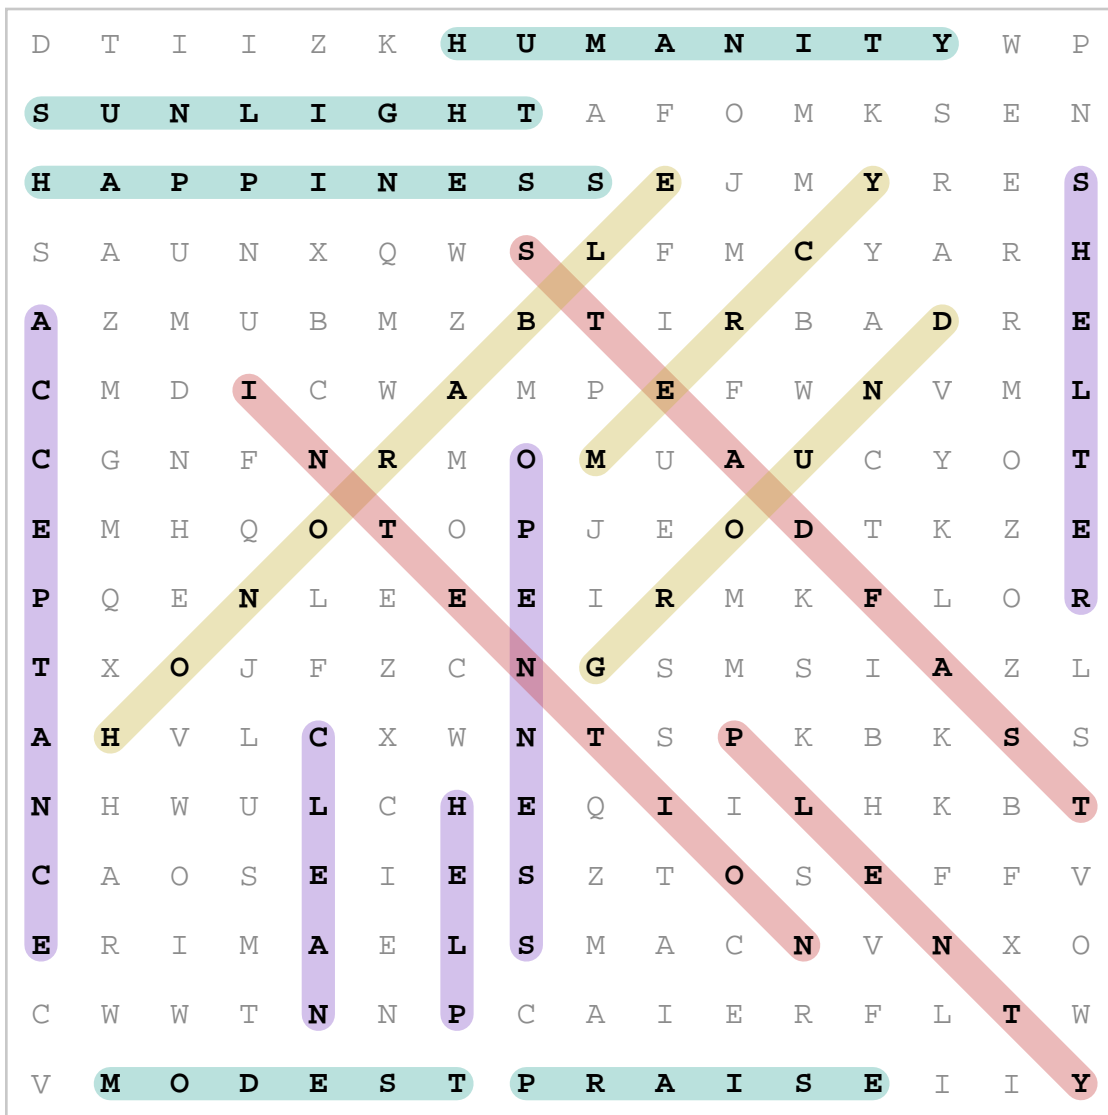 D T I I Z K H U M A N I T Y W P
S U N L I G H T A F O M K S E N
H A P P I N E S S E J M Y R E S
S A U N X Q W S L F M C Y A R H
A Z M U B M Z B T I R B A D R E
C M D I C W A M P E F W N V M L
C G N F N R M O M U A U C Y O T
E M H Q O T O P J E O D T K Z E
P Q E N L E E E I R M K F L O R
T X O J F Z C N G S M S I A Z L
A H V L C X W N T S P K B K S S
N H W U L C H E Q I I L H K B T
C A O S E I E S Z T O S E F F V
E R I M A E L S M A C N V N X O
C W W T N N P C A I E R F L T W
V M O D E S T P R A I S E I I Y